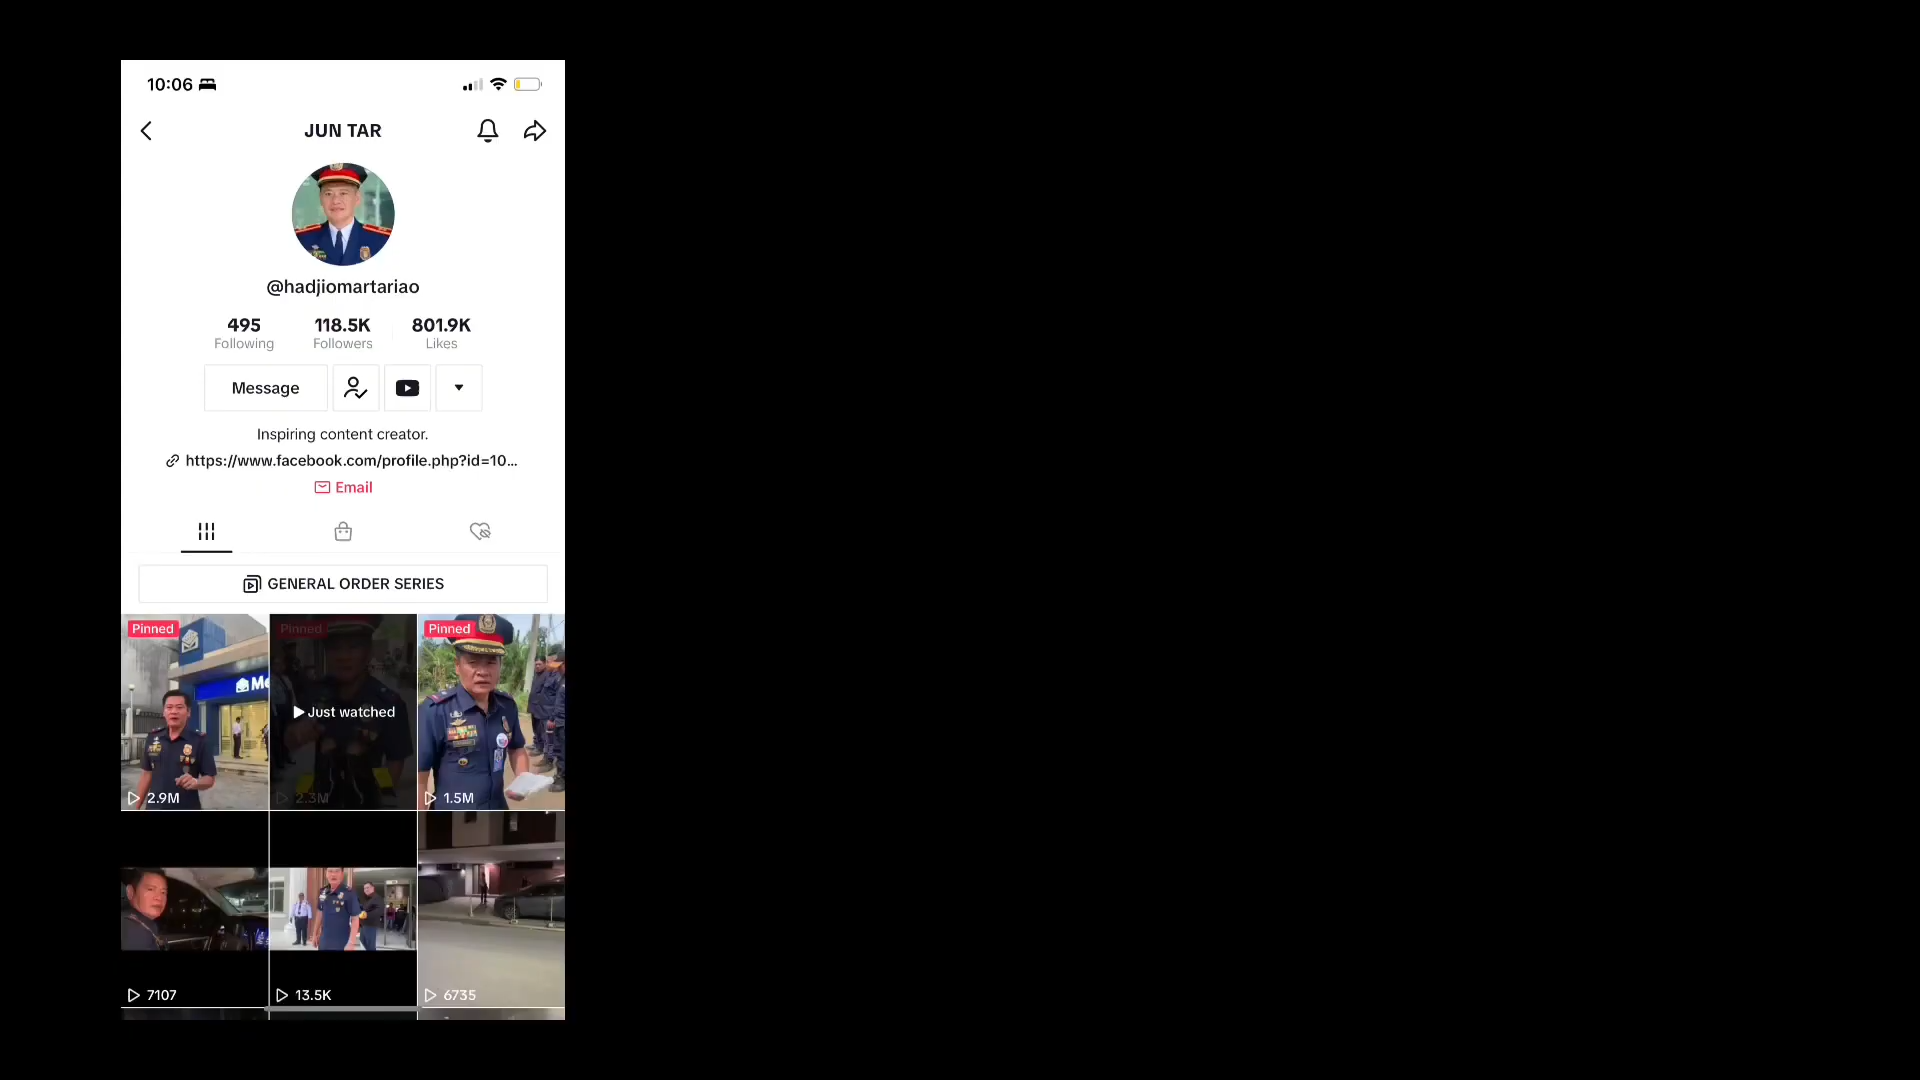 10:06
JUN TAR
@hadjiomartariao
495 118.5K 801.9K
Following Followers Likes
Message
Inspiring content creator.
https://www.facebook.com/profile.php?id=10...
Email
GENERAL ORDER SERIES
Pinned Pinned Pinned
Me
Just watched
2.9M 2.3M 1.5M
7107 13.5K 6735